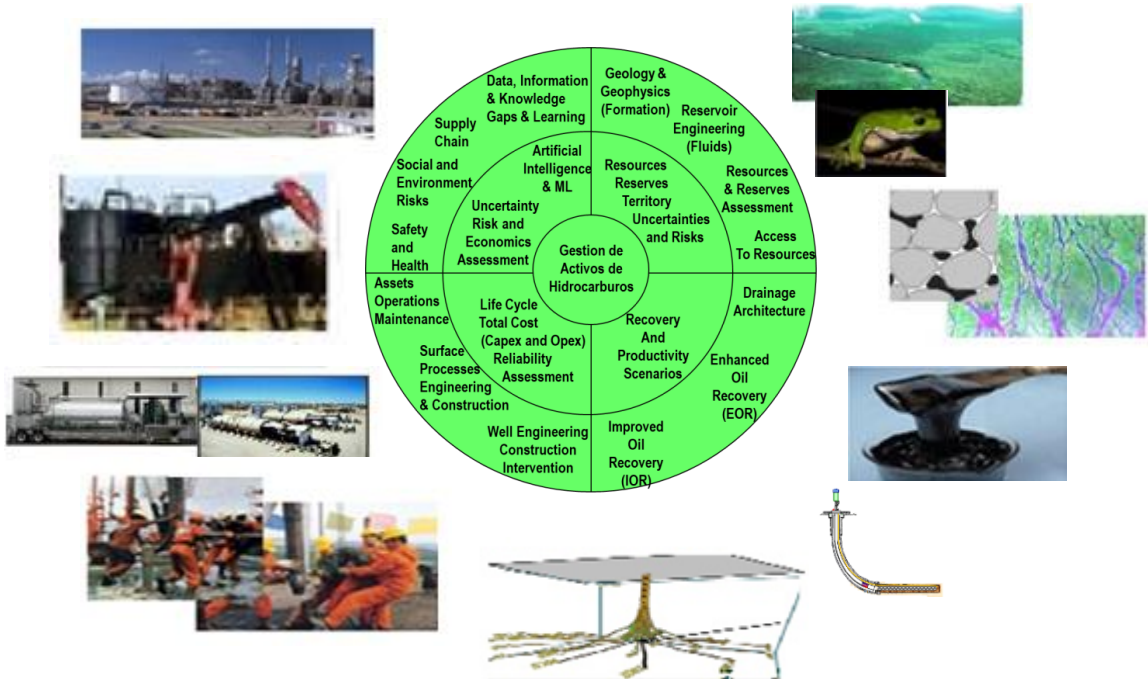 Data, Information
& Knowledge
Gaps & Learning
Supply
Chain
Social and
Environment
Risks
Safety
and
Health
Geology &
Geophysics
(Formation)
Reservoir
Engineering
(Fluids)
Resources
& Reserves
Assessment
Access
To Resources
Artificial
Intelligence
& ML
Uncertainty
Risk and
Economics
Assessment
Resources
Reserves
Territory
Uncertainties
and Risks
Gestion de
Activos de
Hidrocarburos
Assets
Operations
Maintenance
Surface
Processes
Engineering
& Construction
Well Engineering
Construction
Intervention
Life Cycle
Total Cost
(Capex and Opex)
Reliability
Assessment
Recovery
And
Productivity
Scenarios
Drainage
Architecture
Enhanced
Oil
Recovery
(EOR)
Improved
Oil
Recovery
(IOR)